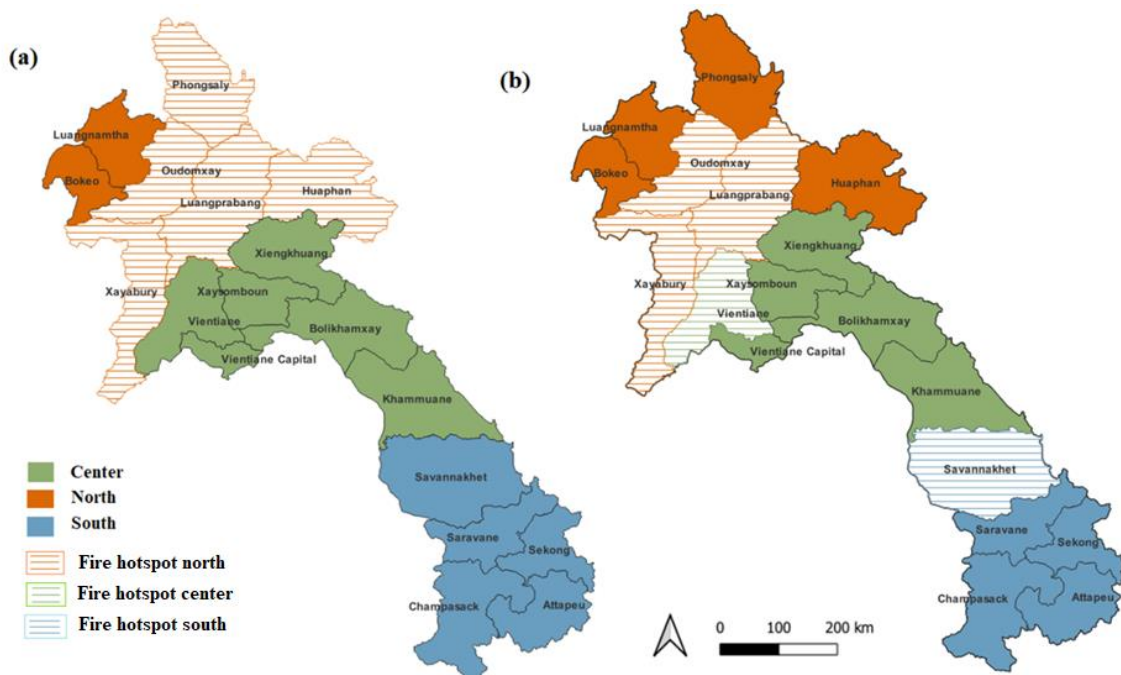 (a)
Phongsaly
Luangnamtha
Bokeo
Oudomxay
Huaphan
Luangprabang
Xiengkhuang
Xayabury
Xaysomboun
Vientiane
Bolikhamxay
Vientiane Capital
Khammuane
Savannakhet
Saravane
Sekong
Champasack
Attapeu
Center
North
South
Fire hotspot north
Fire hotspot center
Fire hotspot south
(b)
Phongsaly
Luangnamtha
Bokeo
Oudomxay
Huaphan
Luangprabang
Xiengkhuang
Xayabury
Xaysomboun
Vientiane
Bolikhamxay
Vientiane Capital
Khammuane
Savannakhet
Saravane
Sekong
Champasack
Attapeu
0 100 200 km